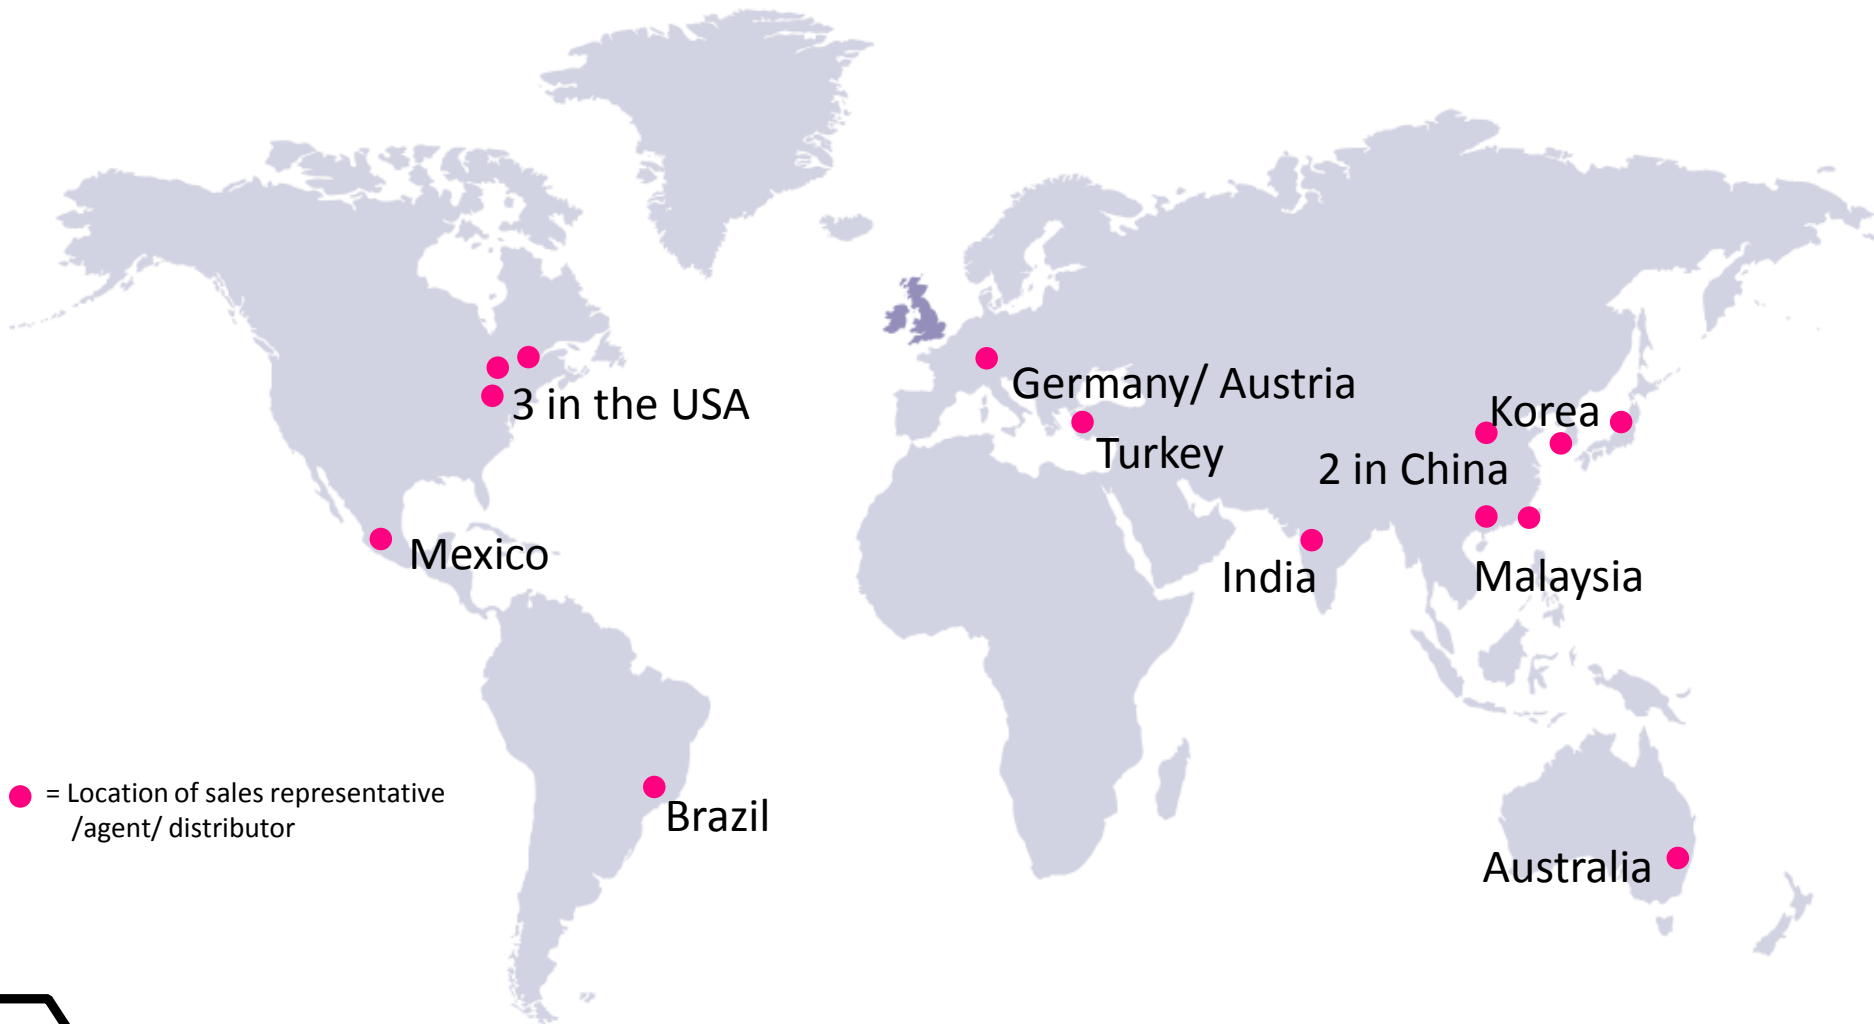 3 in the USA
Germany/ Austria
Korea
Turkey
2 in China
Mexico
India
Malaysia
= Location of sales representative
/agent/ distributor
Brazil
Australia